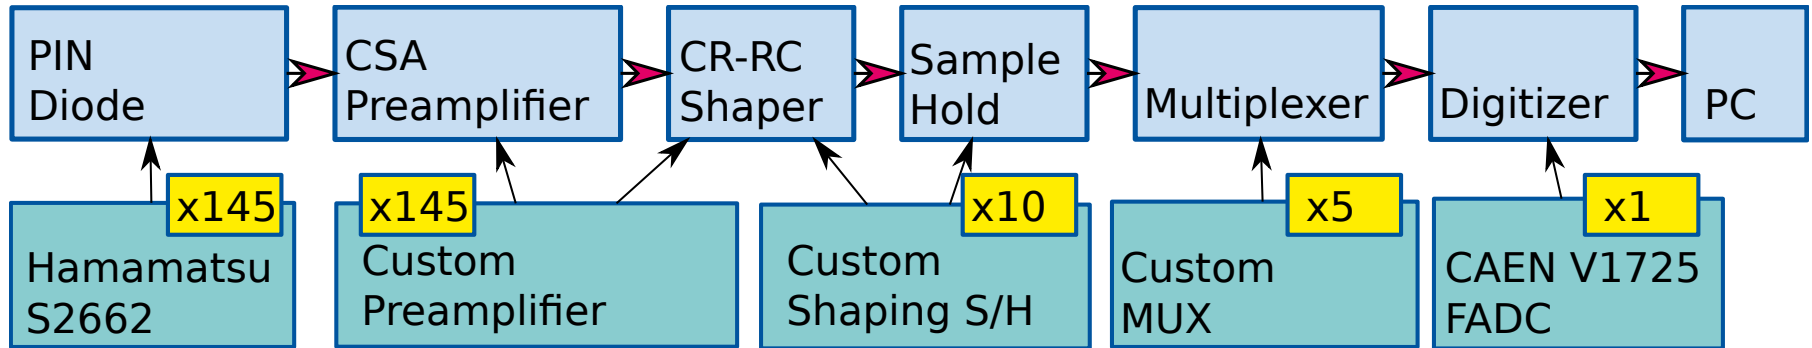 PIN
Diode
CSA
Preamplifier
CR-RC
Shaper
Sample
Hold
Multiplexer
Digitizer
PC
x145
Hamamatsu
S2662
x145
Custom
Preamplifier
x10
Custom
Shaping S/H
x5
Custom
MUX
x1
CAEN V1725
FADC